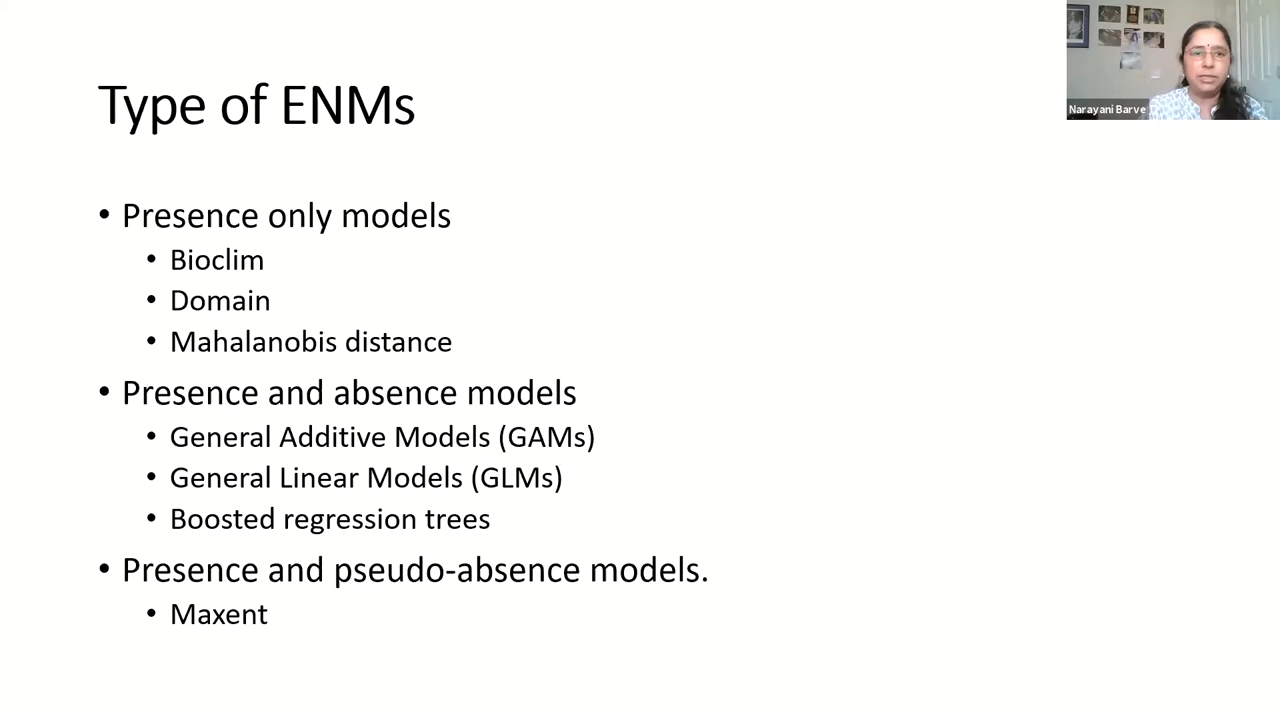 Type of ENMs
Narayani Barve
• Presence only models
• Bioclim
• Domain
• Mahalanobis distance
• Presence and absence models
• General Additive Models (GAMs)
• General Linear Models (GLMs)
• Boosted regression trees
• Presence and pseudo-absence models.
• Maxent